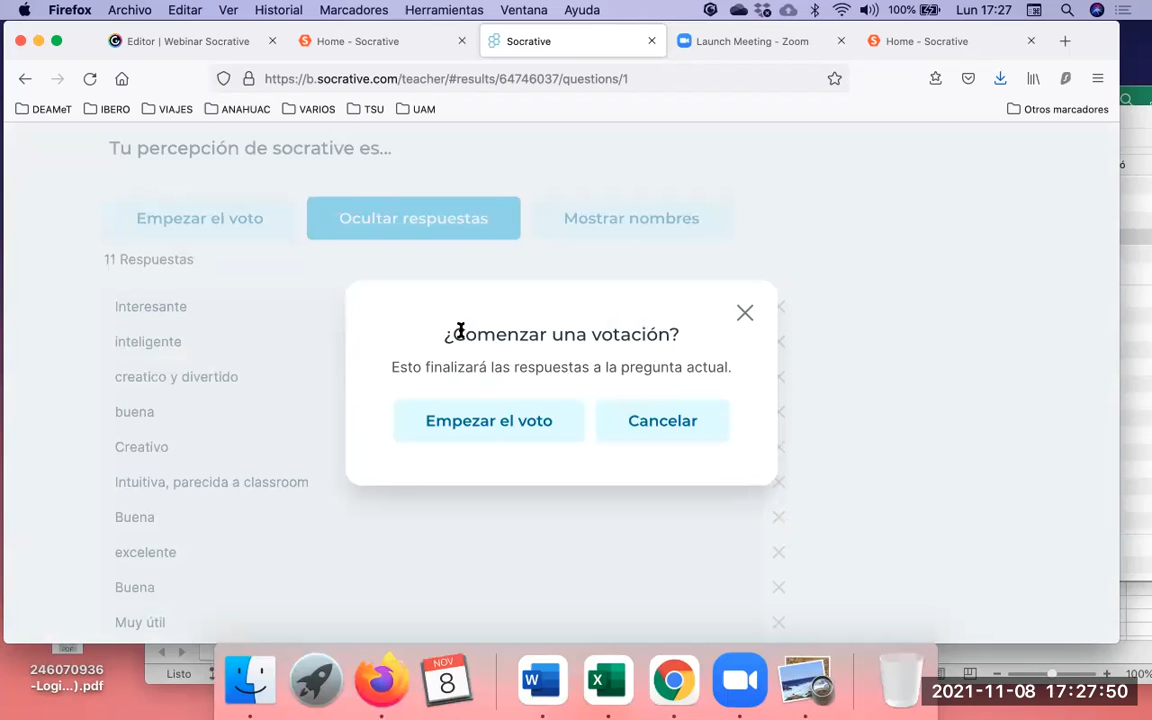 Firefox Archivo Editar Ver Historial Marcadores Herramientas Ventana Ayuda 100% Lun 17:27
Editor | Webinar Socrative Home - Socrative Socrative Launch Meeting - Zoom Home - Socrative
https://b.socrative.com/teacher/#results/64746037/questions/1
DEAMeT IBERO VIAJES ANAHUAC VARIOS TSU UAM Otros marcadores
Tu percepción de socrative es...
Empezar el voto Ocultar respuestas Mostrar nombres
11 Respuestas
Interesante
inteligente
creatico y divertido
buena
Creativo
Intuitiva, parecida a classroom
Buena
excelente
Buena
Muy útil
¿Comenzar una votación?
Esto finalizará las respuestas a la pregunta actual.
Empezar el voto Cancelar
246070936
-Logi...).pdf
Listo
NOV
8
100%
2021-11-08 17:27:50